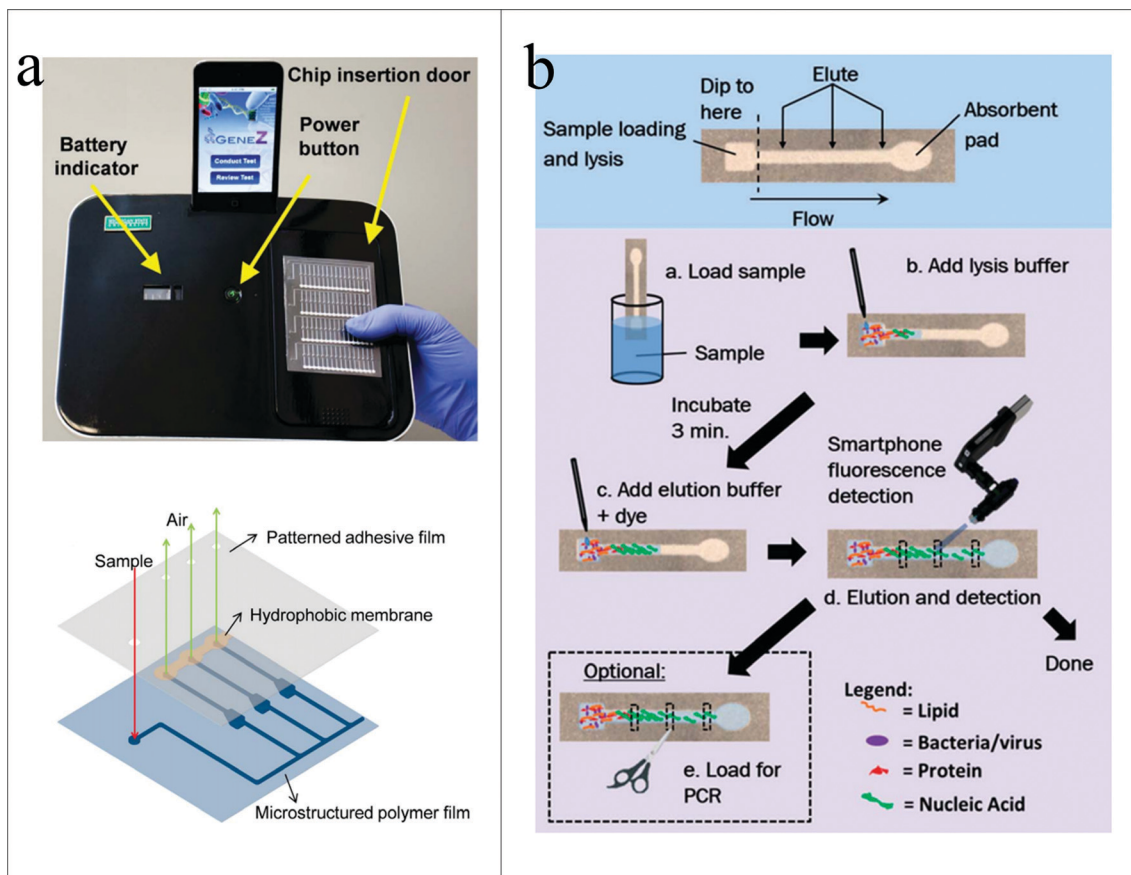 a
Chip insertion door
Battery
indicator
Power
button
GENEZ
Conduct Test
Review Test
Air
Patterned adhesive film
Sample
Hydrophobic membrane
Microstructured polymer film
b
Dip to
here
Elute
Absorbent
pad
Sample loading
and lysis
Flow
a. Load sample
b. Add lysis buffer
Sample
Incubate
3 min.
Smartphone
fluorescence
detection
c. Add elution buffer
+ dye
d. Elution and detection
Done
Optional:
e. Load for
PCR
Legend:
= Lipid
= Bacteria/virus
= Protein
= Nucleic Acid